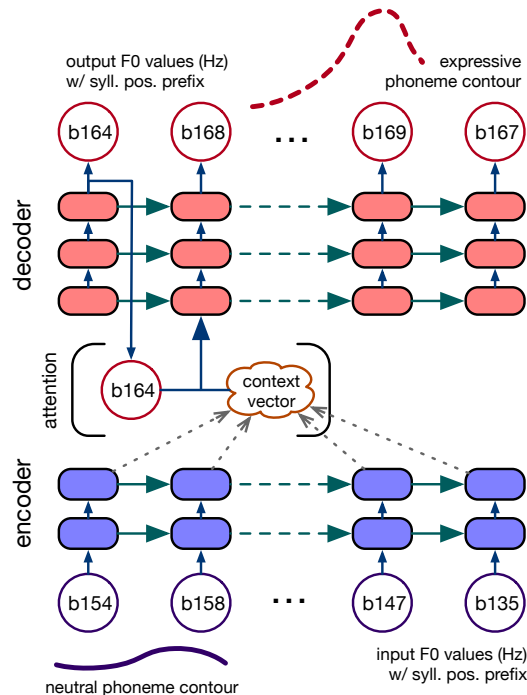 output F0 values (Hz)
w/ syll. pos. prefix
expressive
phoneme contour
b164
b168
...
b169
b167
decoder
attention
b164
context
vector
encoder
b154
b158
...
b147
b135
neutral phoneme contour
input F0 values (Hz)
w/ syll. pos. prefix